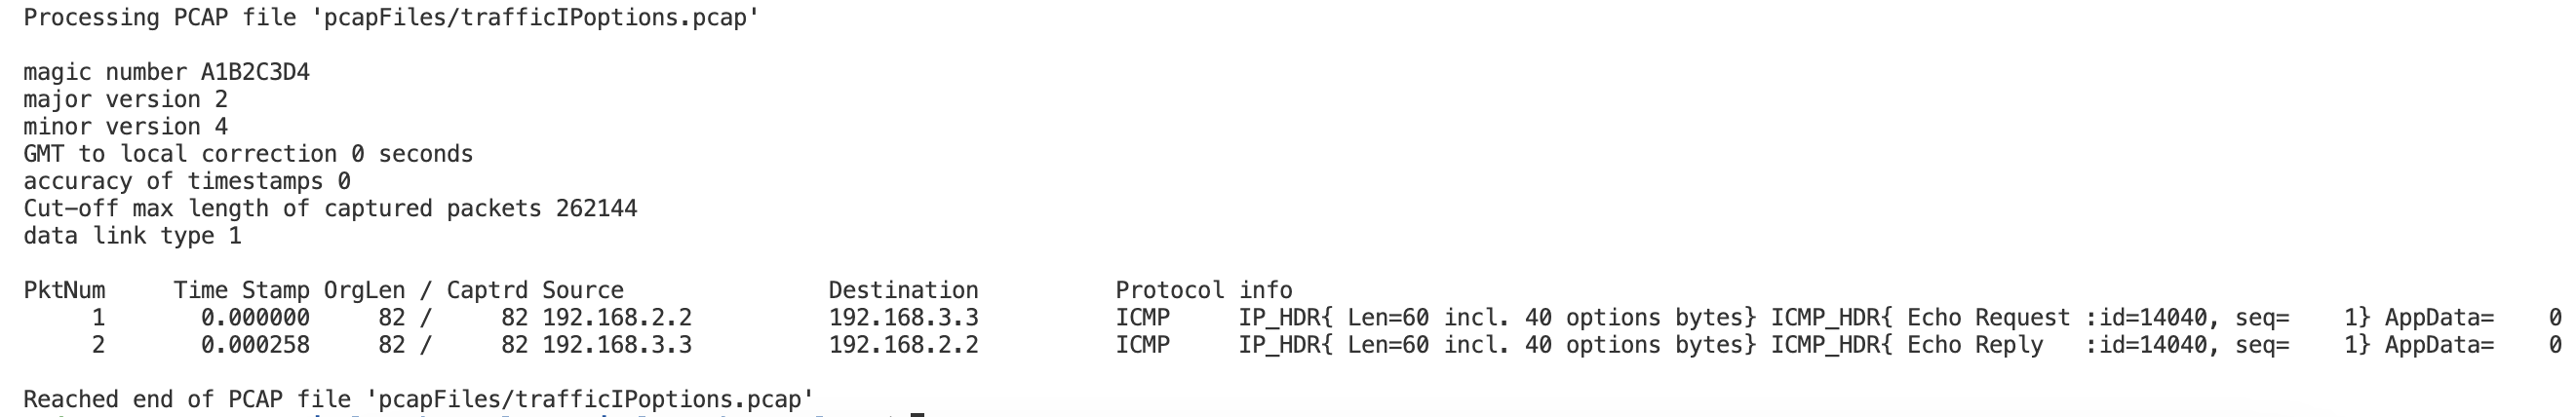 Processing PCAP file 'pcapFiles/trafficIPoptions.pcap'
magic number A1B2C3D4
major version 2
minor version 4
GMT to local correction 0 seconds
accuracy of timestamps 0
Cut-off max length of captured packets 262144
data link type 1
PktNum     Time Stamp OrgLen / Captrd Source               Destination          Protocol info
     1       0.000000     82 /     82 192.168.2.2          192.168.3.3          ICMP     IP_HDR{ Len=60 incl. 40 options bytes} ICMP_HDR{ Echo Request :id=14040, seq=    1} AppData=    0
     2       0.000258     82 /     82 192.168.3.3          192.168.2.2          ICMP     IP_HDR{ Len=60 incl. 40 options bytes} ICMP_HDR{ Echo Reply   :id=14040, seq=    1} AppData=    0
Reached end of PCAP file 'pcapFiles/trafficIPoptions.pcap'